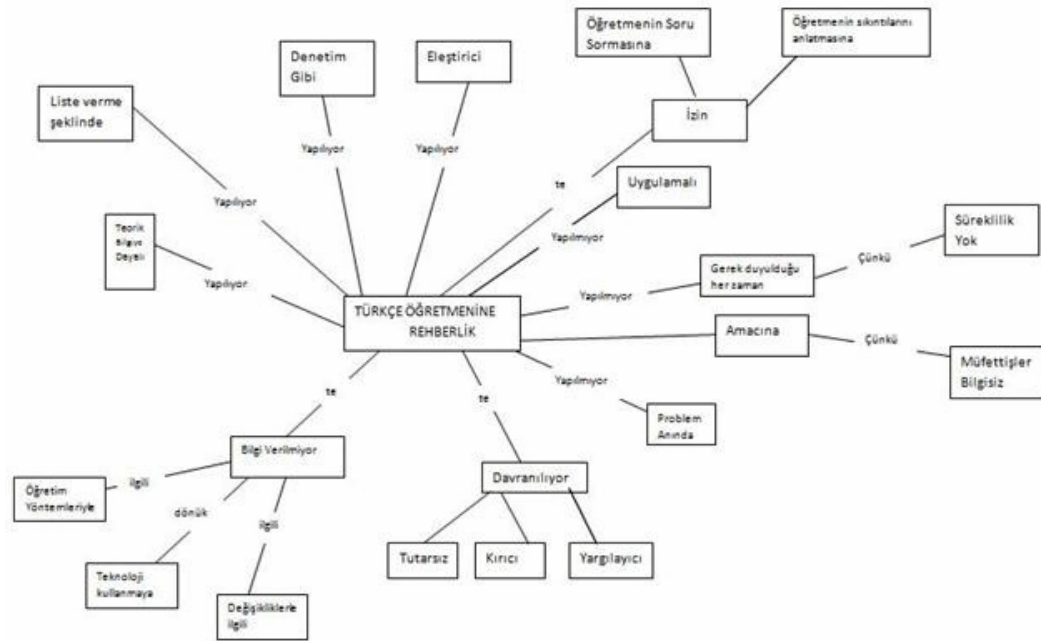 Öğretmenin Soru
Sormasına
Öğretmenin sıkıntılarını
anlatmasına
Denetim
Gibi
Eleştirici
Liste verme
şeklinde
İzin
Yapılıyor
Yapılıyor
te
Uygulamalı
Yapılıyor
Teorik
Bilgiye
Dayalı
Yapılmıyor
Süreklilik
Yok
Çünkü
Gerek duyulduğu
her zaman
Yapılıyor
Yapılmıyor
TÜRKÇE ÖĞRETMENİNE
REHBERLİK
Amacına
Çünkü
Müfettişler
Bilgisiz
Yapılmıyor
te
te
Problem
Anında
Bilgi Verilmiyor
Davranılıyor
ilgili
Öğretim
Yöntemleriyle
dönük
ilgili
Tutarsız
Kırıcı
Yargılayıcı
Teknoloji
kullanmaya
Değişikliklerle
ilgili